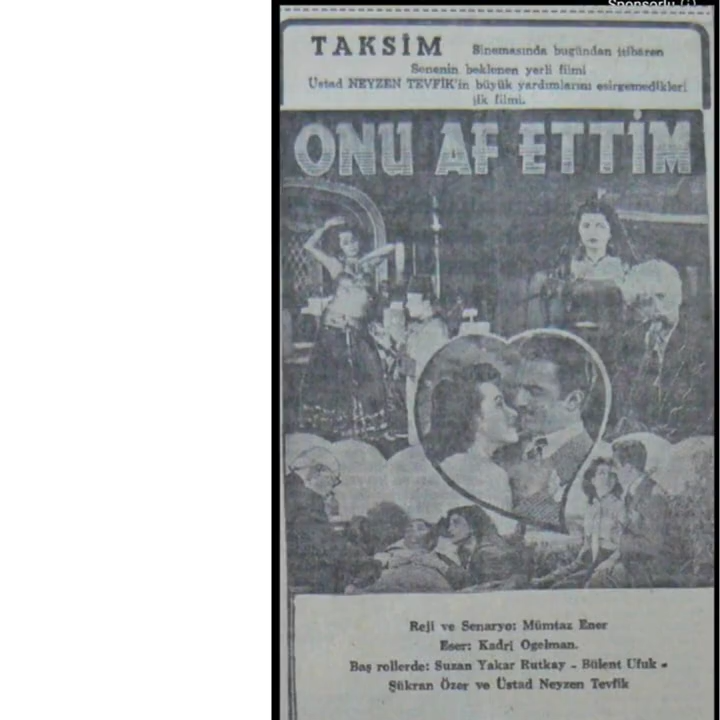 Sponsorlu
TAKSİM Sinemasında bugünden itibaren
Senenin beklenen yerli filmi
Üstad NEYZEN TEVFİK'in büyük yardımlarını esirgemedikleri
ilk filmi.
ONU AF ETTİM
Reji ve Senaryo: Mümtaz Ener
Eser: Kadri Ogelman.
Baş rollerde: Suzan Yakar Rutkay - Bülent Ufuk -
Şükran Özer ve Üstad Neyzen Tevfik